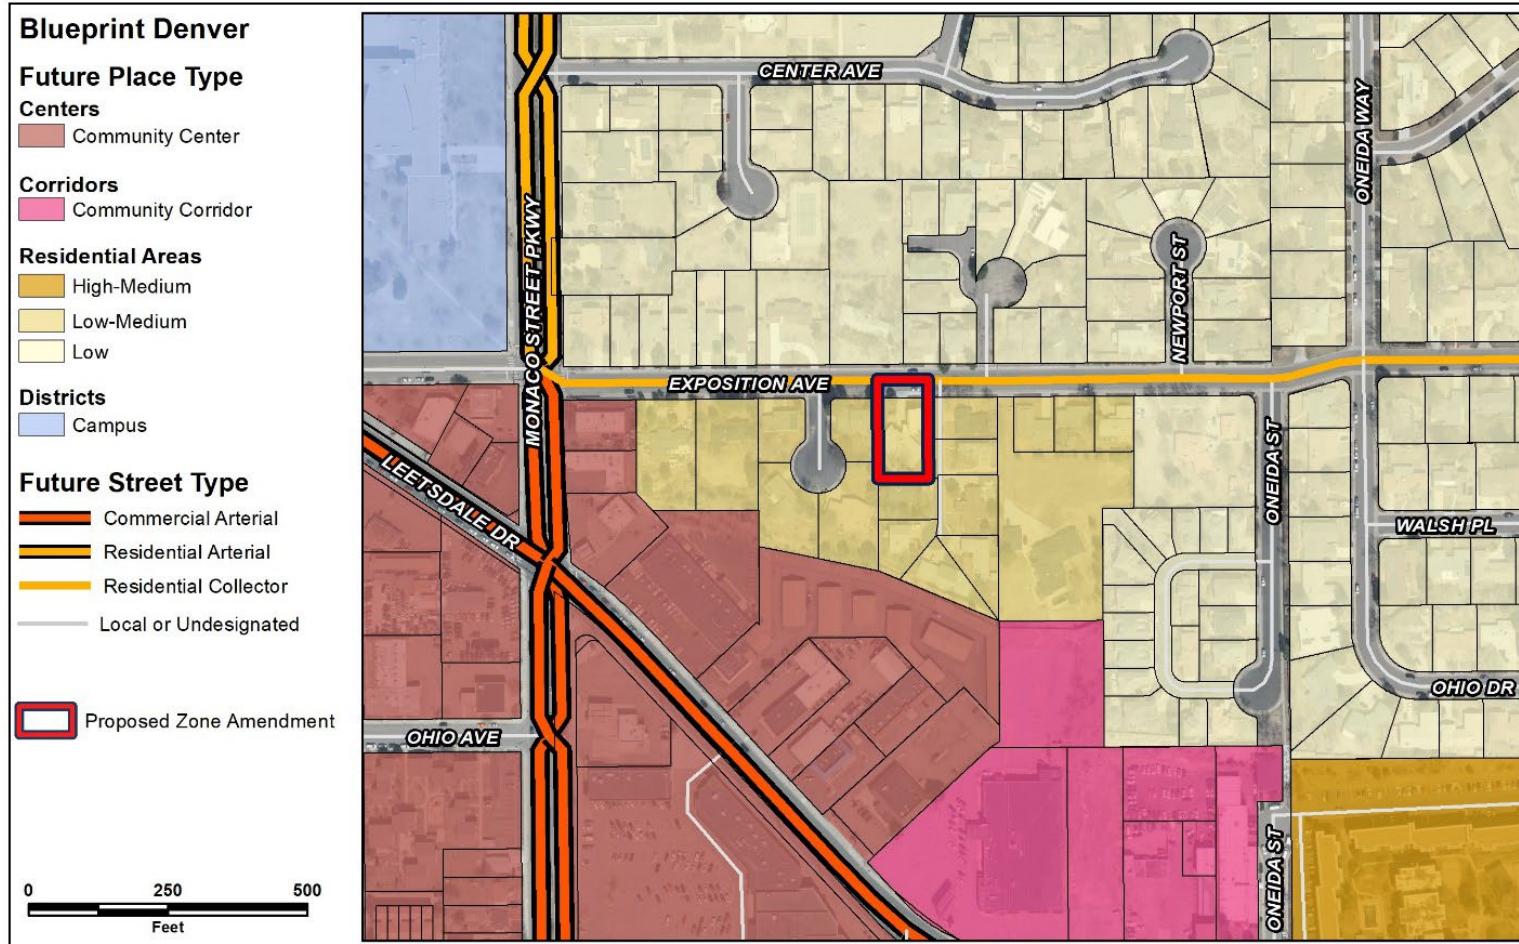 Blueprint Denver
Future Place Type
Centers
Community Center
Corridors
Community Corridor
Residential Areas
High-Medium
Low-Medium
Low
Districts
Campus
Future Street Type
Commercial Arterial
Residential Arterial
Residential Collector
Local or Undesignated
Proposed Zone Amendment
0 250 500
Feet
CENTER AVE
ONEIDA WAY
MONACO STREET PKWY
NEWPORT ST
EXPOSITION AVE
LEETSDALE DR
ONEIDA ST
WALSH PL
OHIO DR
OHIO AVE
ONEIDA ST